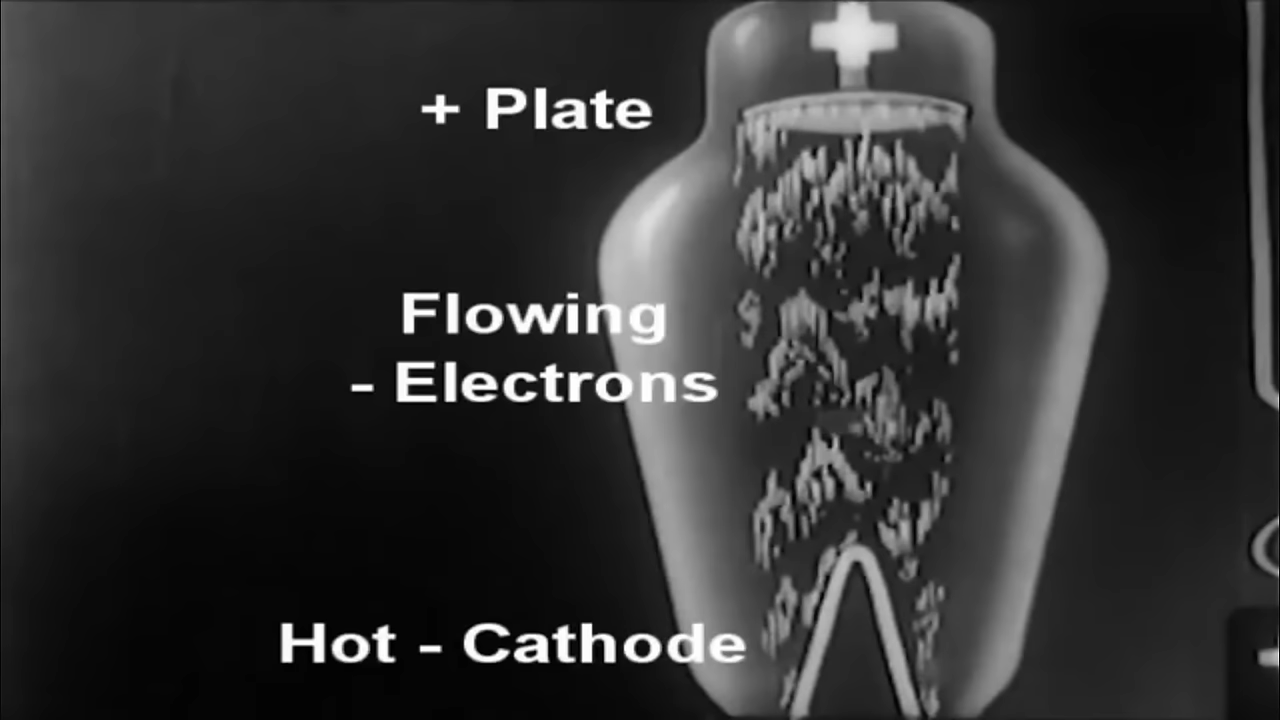 + Plate
Flowing
- Electrons
Hot - Cathode